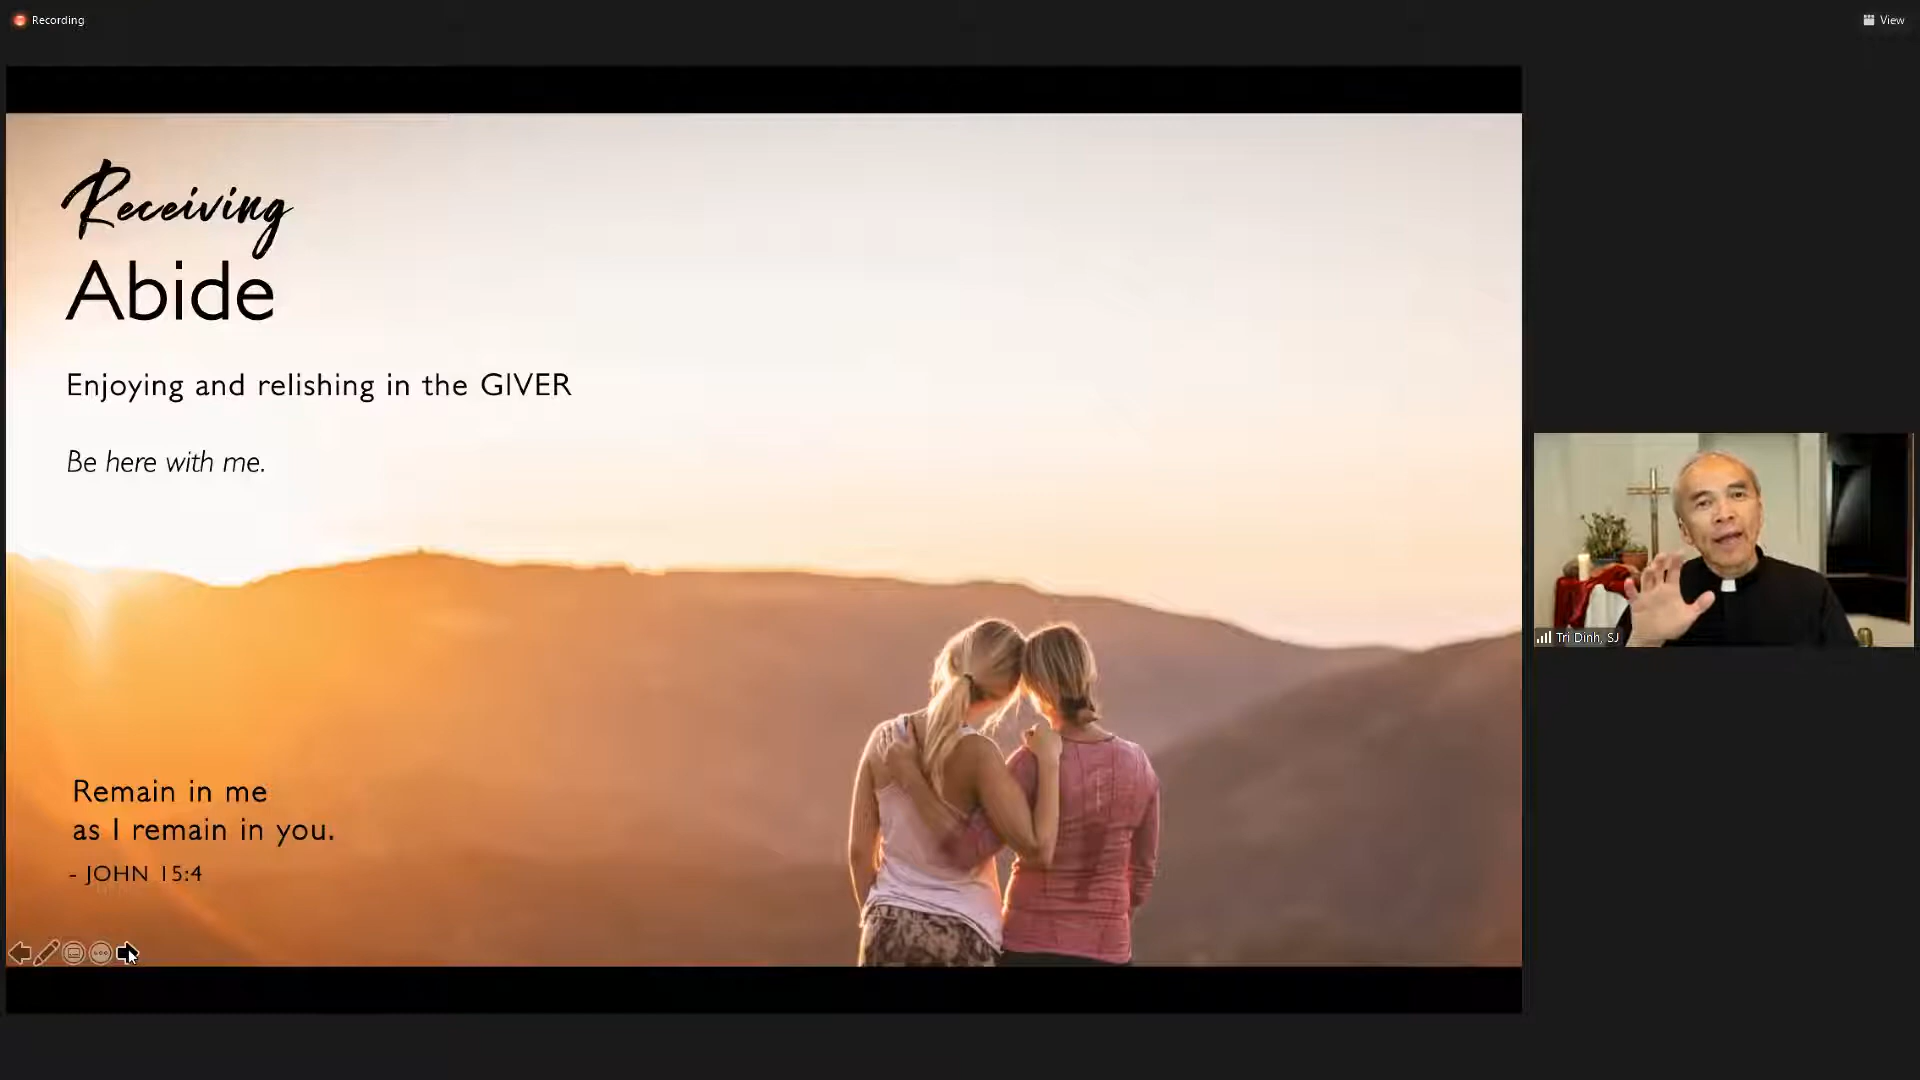 Recording
View
Receiving
Abide
Enjoying and relishing in the GIVER
Be here with me.
Remain in me
as I remain in you.
- JOHN 15:4
Tri Dinh, SJ